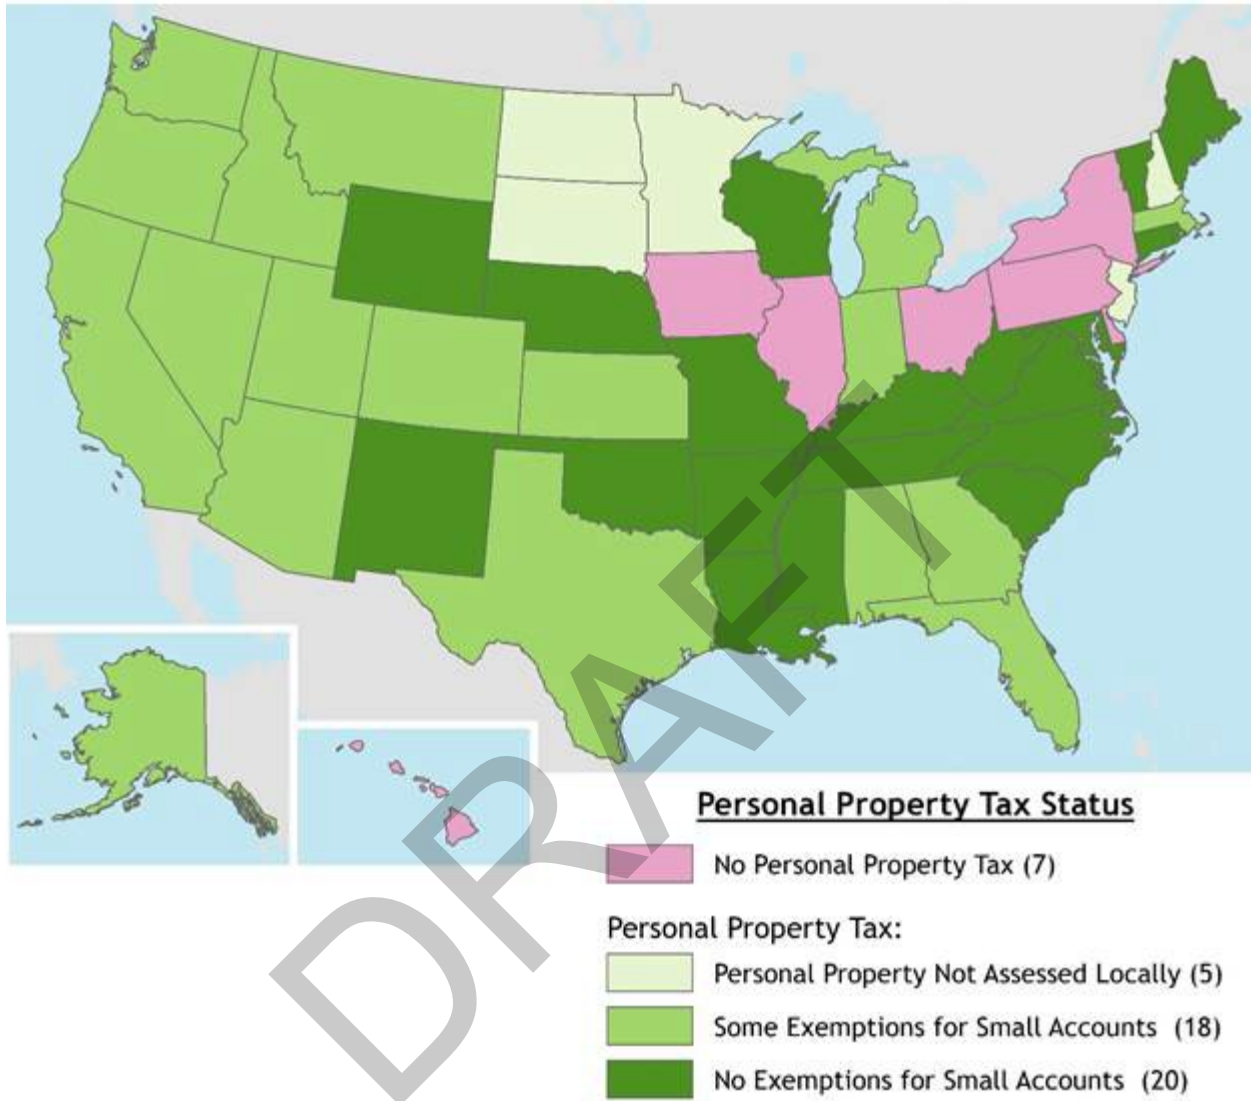 DRAFT
Personal Property Tax Status
No Personal Property Tax (7)
Personal Property Tax:
Personal Property Not Assessed Locally (5)
Some Exemptions for Small Accounts (18)
No Exemptions for Small Accounts (20)